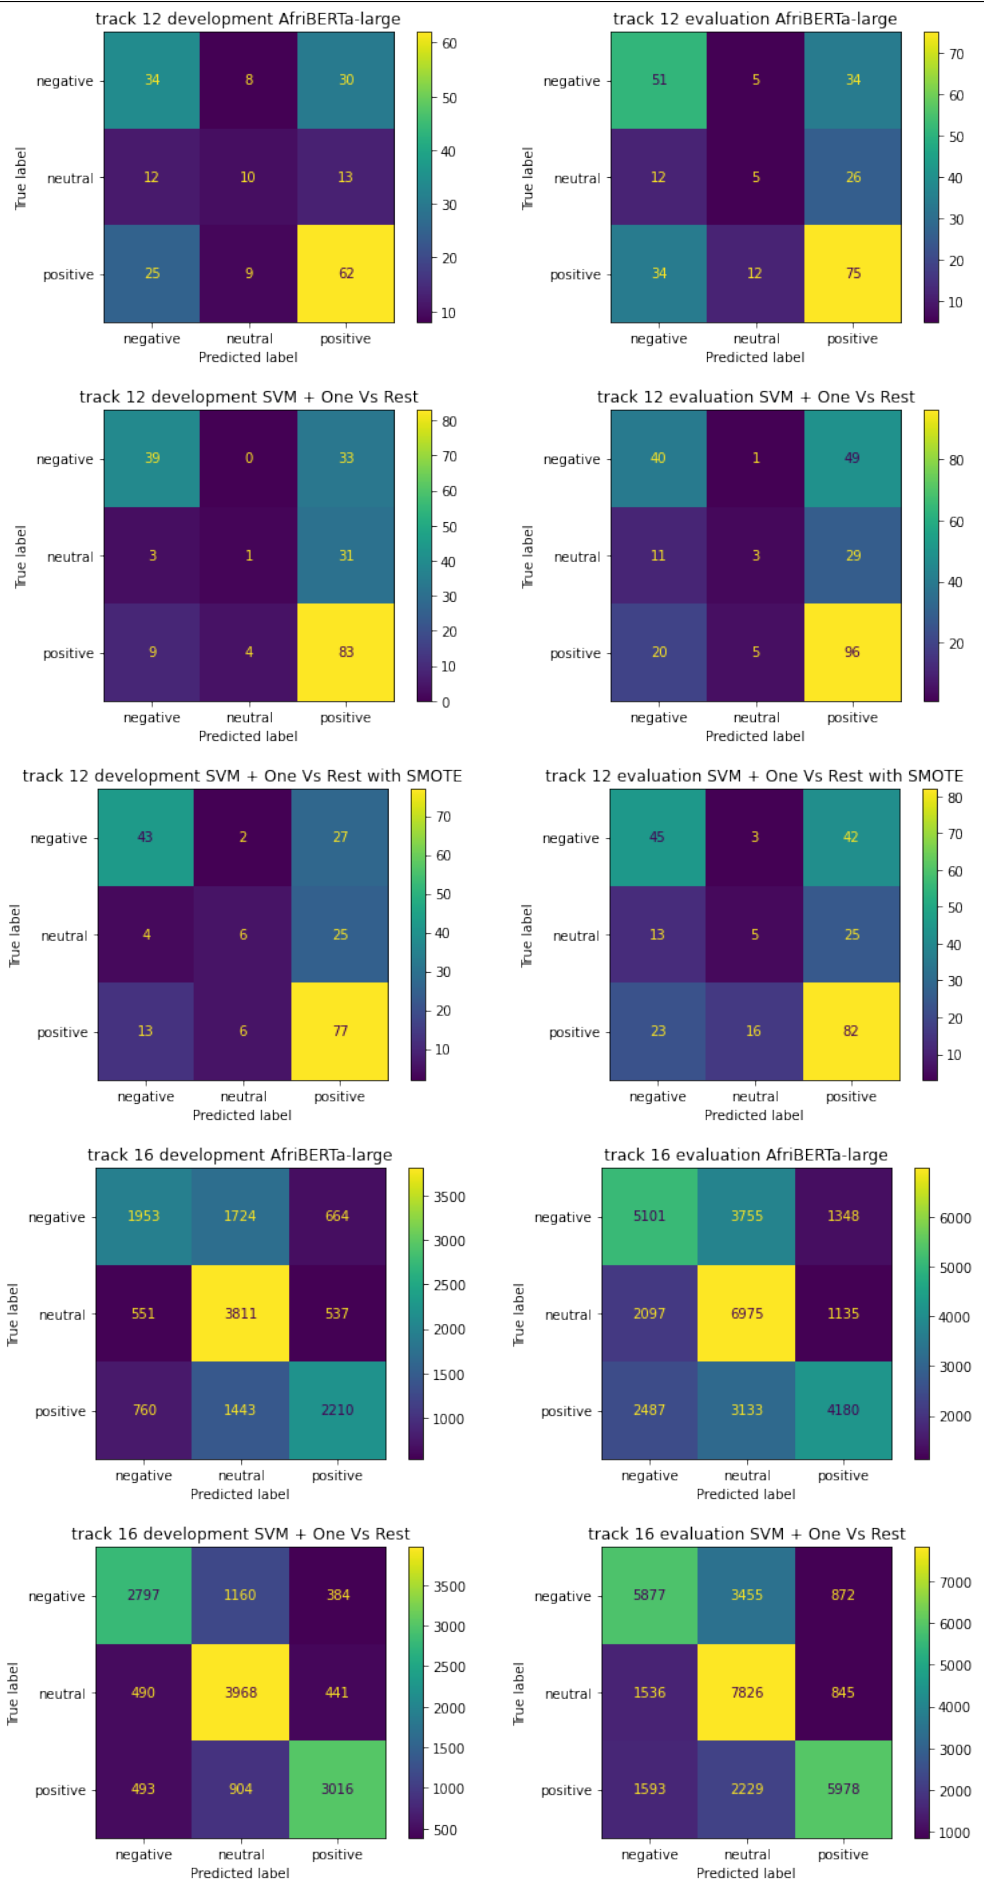 track 12 development AfriBERTa-large
negative 34 8 30
neutral 12 10 13
positive 25 9 62
True label
negative neutral positive
Predicted label
60
50
40
30
20
10
track 12 evaluation AfriBERTa-large
negative 51 5 34
neutral 12 5 26
positive 34 12 75
True label
negative neutral positive
Predicted label
70
60
50
40
30
20
10
track 12 development SVM + One Vs Rest
negative 39 0 33
neutral 3 1 31
positive 9 4 83
True label
negative neutral positive
Predicted label
80
70
60
50
40
30
20
10
0
track 12 evaluation SVM + One Vs Rest
negative 40 1 49
neutral 11 3 29
positive 20 5 96
True label
negative neutral positive
Predicted label
80
60
40
20
track 12 development SVM + One Vs Rest with SMOTE
negative 43 2 27
neutral 4 6 25
positive 13 6 77
True label
negative neutral positive
Predicted label
70
60
50
40
30
20
10
track 12 evaluation SVM + One Vs Rest with SMOTE
negative 45 3 42
neutral 13 5 25
positive 23 16 82
True label
negative neutral positive
Predicted label
80
70
60
50
40
30
20
10
track 16 development AfriBERTa-large
negative 1953 1724 664
neutral 551 3811 537
positive 760 1443 2210
True label
negative neutral positive
Predicted label
3500
3000
2500
2000
1500
1000
track 16 evaluation AfriBERTa-large
negative 5101 3755 1348
neutral 2097 6975 1135
positive 2487 3133 4180
True label
negative neutral positive
Predicted label
6000
5000
4000
3000
2000
track 16 development SVM + One Vs Rest
negative 2797 1160 384
neutral 490 3968 441
positive 493 904 3016
True label
negative neutral positive
Predicted label
3500
3000
2500
2000
1500
1000
500
track 16 evaluation SVM + One Vs Rest
negative 5877 3455 872
neutral 1536 7826 845
positive 1593 2229 5978
True label
negative neutral positive
Predicted label
7000
6000
5000
4000
3000
2000
1000